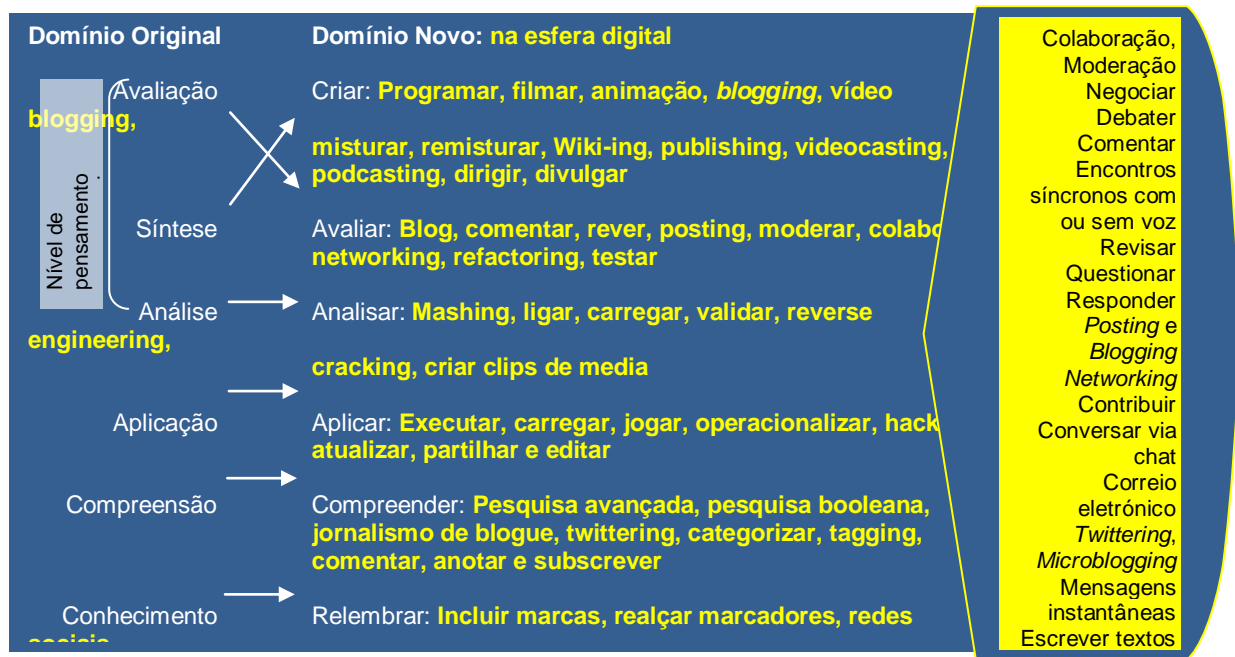 Domínio Original
Domínio Novo: na esfera digital
Nível de
pensamento
Avaliação
Criar: Programar, filmar, animação, blogging, vídeo
blogging,
misturar, remisturar, Wiki-ing, publishing, videocasting,
podcasting, dirigir, divulgar
Síntese
Avaliar: Blog, comentar, rever, posting, moderar, colabo
networking, refactoring, testar
Análise
Analisar: Mashing, ligar, carregar, validar, reverse
engineering,
cracking, criar clips de media
Aplicação
Aplicar: Executar, carregar, jogar, operacionalizar, hack
atualizar, partilhar e editar
Compreensão
Compreender: Pesquisa avançada, pesquisa booleana,
jornalismo de blogue, twittering, categorizar, tagging,
comentar, anotar e subscrever
Conhecimento
Relembrar: Incluir marcas, realçar marcadores, redes
sociais
Colaboração,
Moderação
Negociar
Debater
Comentar
Encontros
síncronos com
ou sem voz
Revisar
Questionar
Responder
Posting e
Blogging
Networking
Contribuir
Conversar via
chat
Correio
eletrónico
Twittering,
Microblogging
Mensagens
instantâneas
Escrever textos